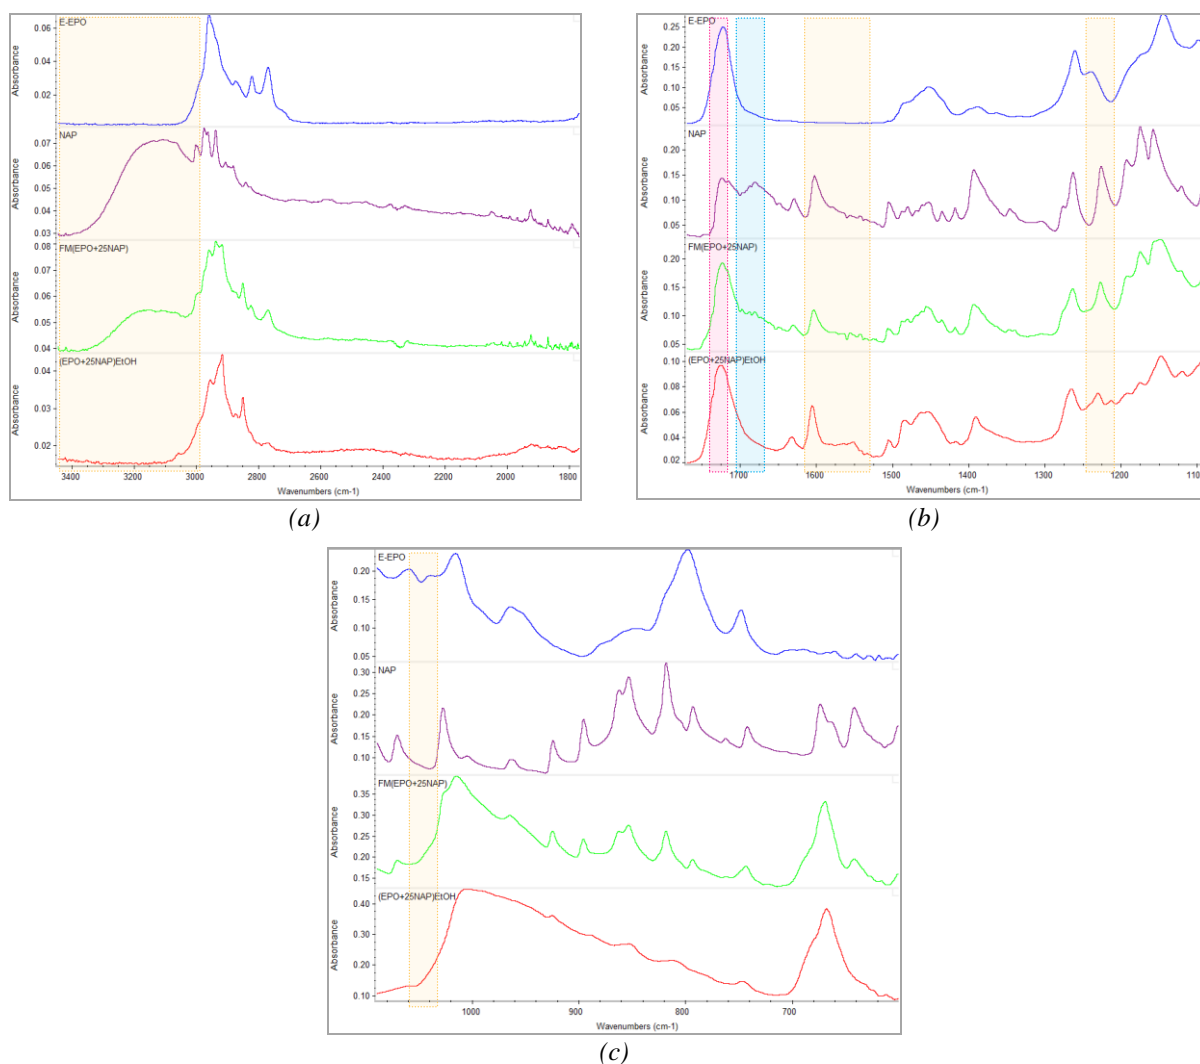 E-EPO
Absorbance
0.06
0.04
0.02
NAP
Absorbance
0.07
0.06
0.05
0.04
0.03
FM(EPO+25NAP)
Absorbance
0.08
0.07
0.06
0.05
0.04
(EPO+25NAP)EtOH
Absorbance
0.04
0.03
0.02
3400 3200 3000 2800 2600 2400 2200 2000 1800
Wavenumbers (cm-1)
(a)
E-EPO
Absorbance
0.25
0.20
0.15
0.10
0.05
NAP
Absorbance
0.20
0.15
0.10
0.05
FM(EPO+25NAP)
Absorbance
0.20
0.15
0.10
0.05
(EPO+25NAP)EtOH
Absorbance
0.10
0.08
0.06
0.04
0.02
1700 1600 1500 1400 1300 1200
Wavenumbers (cm-1)
(b)
E-EPO
Absorbance
0.20
0.15
0.10
0.05
NAP
Absorbance
0.30
0.25
0.20
0.15
0.10
FM(EPO+25NAP)
Absorbance
0.35
0.30
0.25
0.20
0.15
(EPO+25NAP)EtOH
Absorbance
0.40
0.30
0.20
0.10
1000 900 800 700
Wavenumbers (cm-1)
(c)